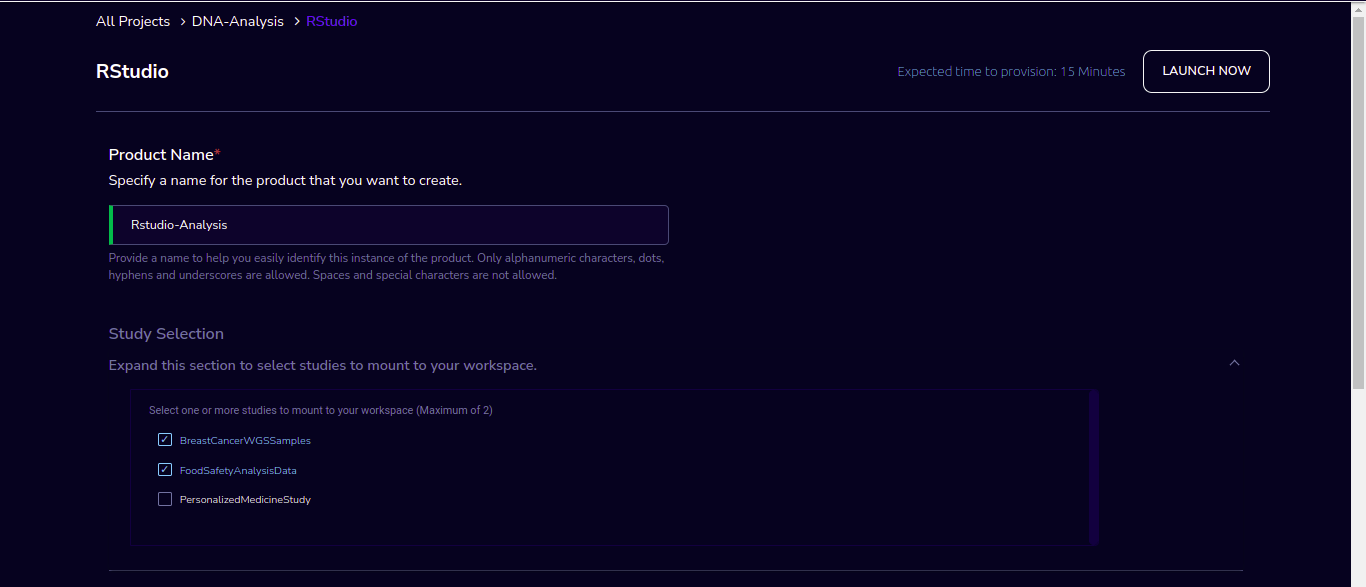 All Projects > DNA-Analysis > RStudio
RStudio
Expected time to provision: 15 Minutes
LAUNCH NOW
Product Name*
Specify a name for the product that you want to create.
Rstudio-Analysis
Provide a name to help you easily identify this instance of the product. Only alphanumeric characters, dots,
hyphens and underscores are allowed. Spaces and special characters are not allowed.
Study Selection
Expand this section to select studies to mount to your workspace.
Select one or more studies to mount to your workspace (Maximum of 2)
BreastCancerWGSSamples
FoodSafetyAnalysisData
PersonalizedMedicineStudy